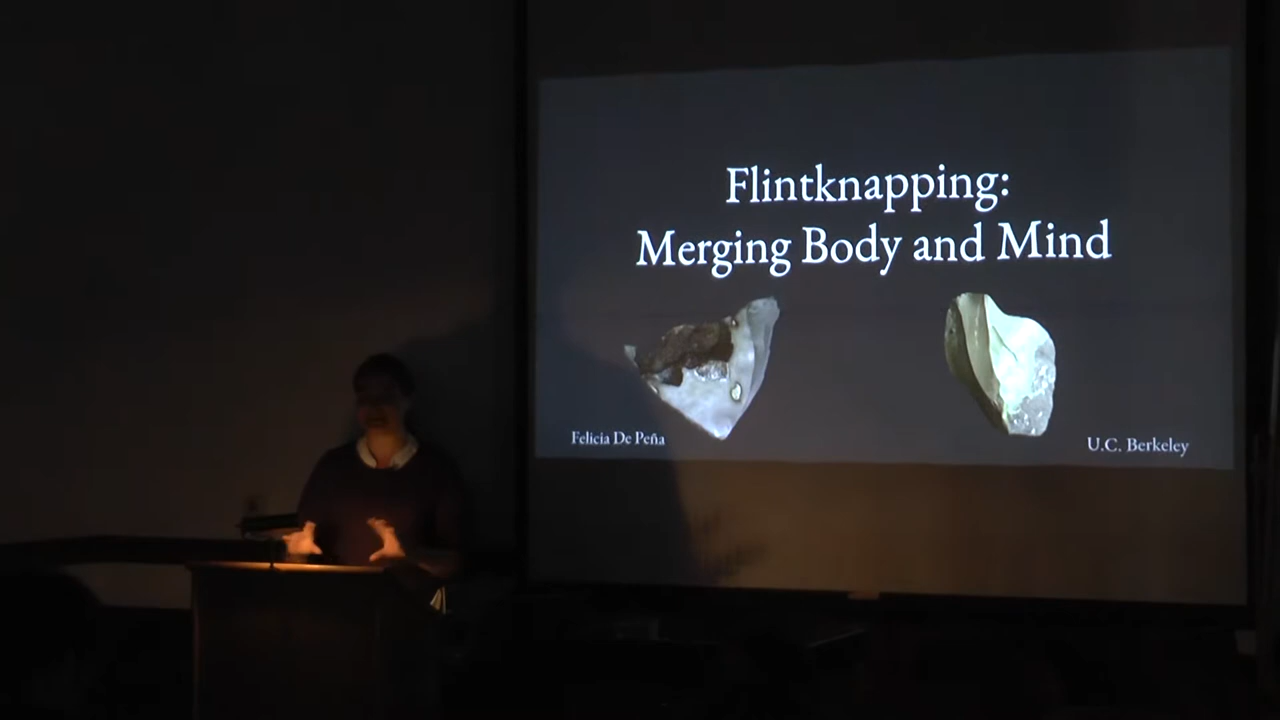 Flintknapping:
Merging Body and Mind
Felicia De Peña
U.C. Berkeley